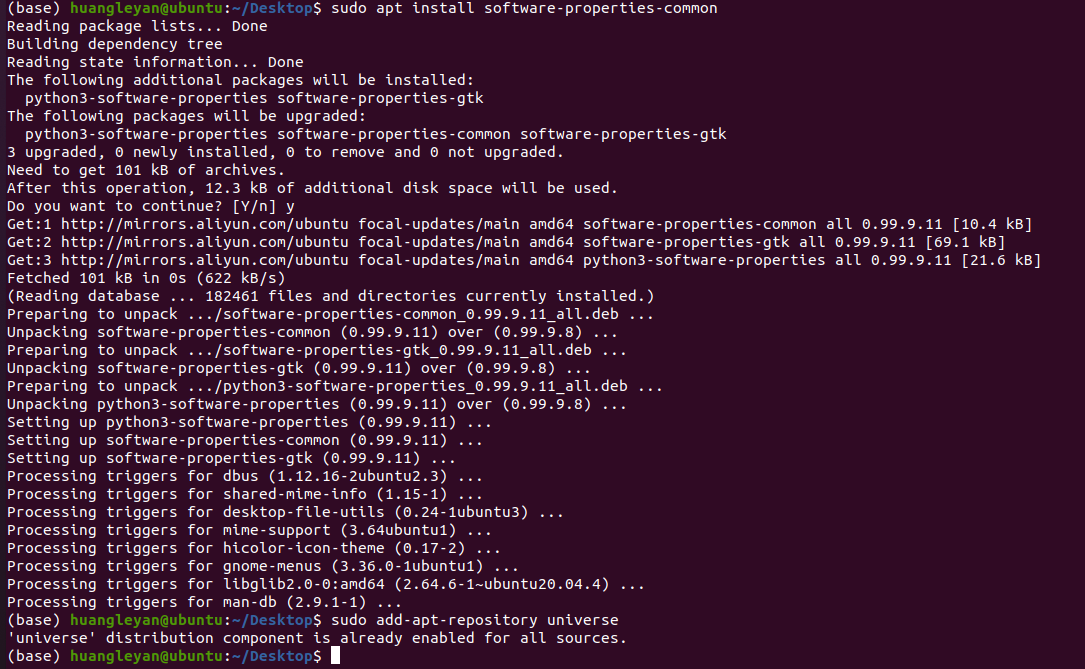 (base) huangleyan@ubuntu:~/Desktop$ sudo apt install software-properties-common
Reading package lists... Done
Building dependency tree
Reading state information... Done
The following additional packages will be installed:
  python3-software-properties software-properties-gtk
The following packages will be upgraded:
  python3-software-properties software-properties-common software-properties-gtk
3 upgraded, 0 newly installed, 0 to remove and 0 not upgraded.
Need to get 101 kB of archives.
After this operation, 12.3 kB of additional disk space will be used.
Do you want to continue? [Y/n] y
Get:1 http://mirrors.aliyun.com/ubuntu focal-updates/main amd64 software-properties-common all 0.99.9.11 [10.4 kB]
Get:2 http://mirrors.aliyun.com/ubuntu focal-updates/main amd64 software-properties-gtk all 0.99.9.11 [69.1 kB]
Get:3 http://mirrors.aliyun.com/ubuntu focal-updates/main amd64 python3-software-properties all 0.99.9.11 [21.6 kB]
Fetched 101 kB in 0s (622 kB/s)
(Reading database ... 182461 files and directories currently installed.)
Preparing to unpack .../software-properties-common_0.99.9.11_all.deb ...
Unpacking software-properties-common (0.99.9.11) over (0.99.9.8) ...
Preparing to unpack .../software-properties-gtk_0.99.9.11_all.deb ...
Unpacking software-properties-gtk (0.99.9.11) over (0.99.9.8) ...
Preparing to unpack .../python3-software-properties_0.99.9.11_all.deb ...
Unpacking python3-software-properties (0.99.9.11) over (0.99.9.8) ...
Setting up python3-software-properties (0.99.9.11) ...
Setting up software-properties-common (0.99.9.11) ...
Setting up software-properties-gtk (0.99.9.11) ...
Processing triggers for dbus (1.12.16-2ubuntu2.3) ...
Processing triggers for shared-mime-info (1.15-1) ...
Processing triggers for desktop-file-utils (0.24-1ubuntu3) ...
Processing triggers for mime-support (3.64ubuntu1) ...
Processing triggers for hicolor-icon-theme (0.17-2) ...
Processing triggers for gnome-menus (3.36.0-1ubuntu1) ...
Processing triggers for libglib2.0-0:amd64 (2.64.6-1~ubuntu20.04.4) ...
Processing triggers for man-db (2.9.1-1) ...
(base) huangleyan@ubuntu:~/Desktop$ sudo add-apt-repository universe
'universe' distribution component is already enabled for all sources.
(base) huangleyan@ubuntu:~/Desktop$